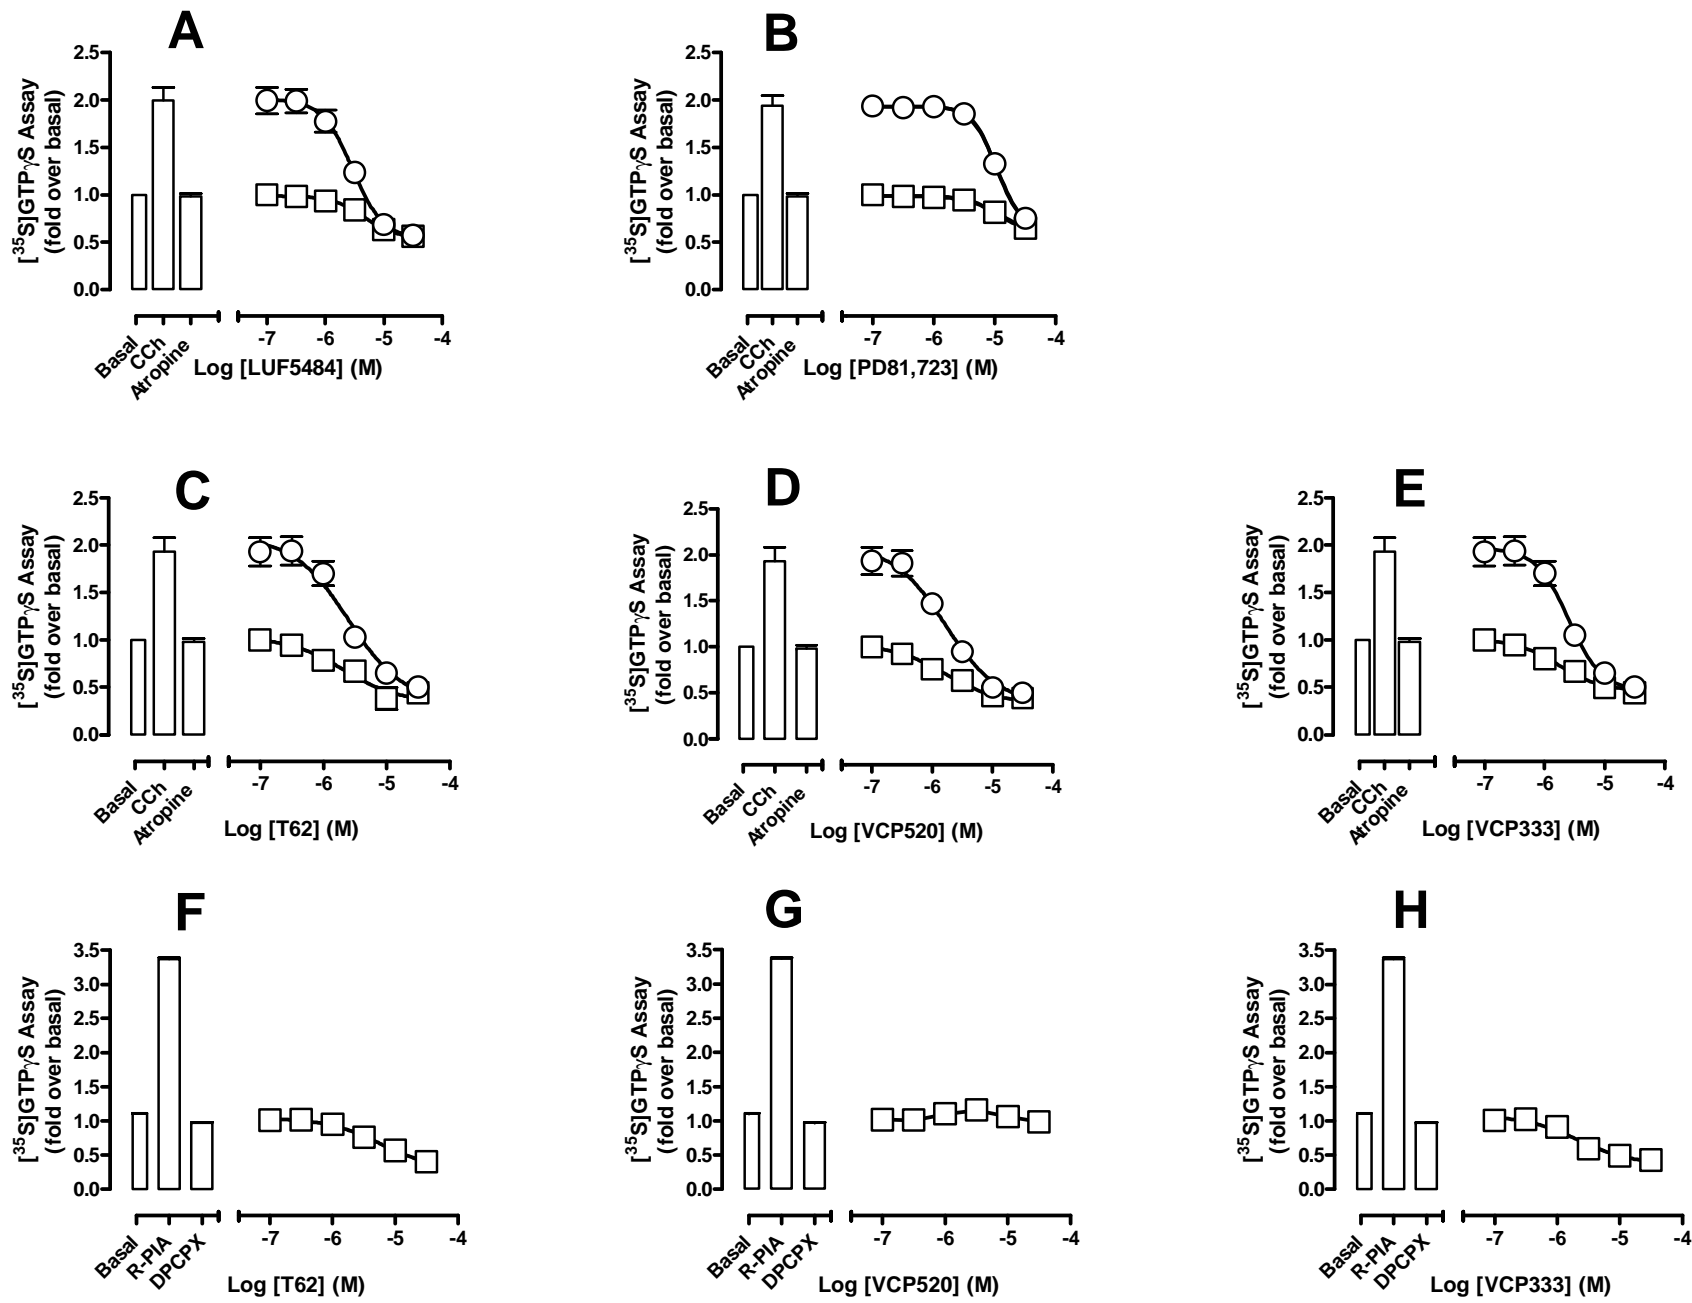 A
[³⁵S]GTPγS Assay
(fold over basal)
2.5
2.0
1.5
1.0
0.5
0.0
Basal
CCh
Atropine
-7
-6
-5
-4
Log [LUF5484] (M)
B
[³⁵S]GTPγS Assay
(fold over basal)
2.5
2.0
1.5
1.0
0.5
0.0
Basal
CCh
Atropine
-7
-6
-5
-4
Log [PD81,723] (M)
C
[³⁵S]GTPγS Assay
(fold over basal)
2.5
2.0
1.5
1.0
0.5
0.0
Basal
CCh
Atropine
-7
-6
-5
-4
Log [T62] (M)
D
[³⁵S]GTPγS Assay
(fold over basal)
2.5
2.0
1.5
1.0
0.5
0.0
Basal
CCh
Atropine
-7
-6
-5
-4
Log [VCP520] (M)
E
[³⁵S]GTPγS Assay
(fold over basal)
2.5
2.0
1.5
1.0
0.5
0.0
Basal
CCh
Atropine
-7
-6
-5
-4
Log [VCP333] (M)
F
[³⁵S]GTPγS Assay
(fold over basal)
3.5
3.0
2.5
2.0
1.5
1.0
0.5
0.0
Basal
R-PIA
DPCPX
-7
-6
-5
-4
Log [T62] (M)
G
[³⁵S]GTPγS Assay
(fold over basal)
3.5
3.0
2.5
2.0
1.5
1.0
0.5
0.0
Basal
R-PIA
DPCPX
-7
-6
-5
-4
Log [VCP520] (M)
H
[³⁵S]GTPγS Assay
(fold over basal)
3.5
3.0
2.5
2.0
1.5
1.0
0.5
0.0
Basal
R-PIA
DPCPX
-7
-6
-5
-4
Log [VCP333] (M)